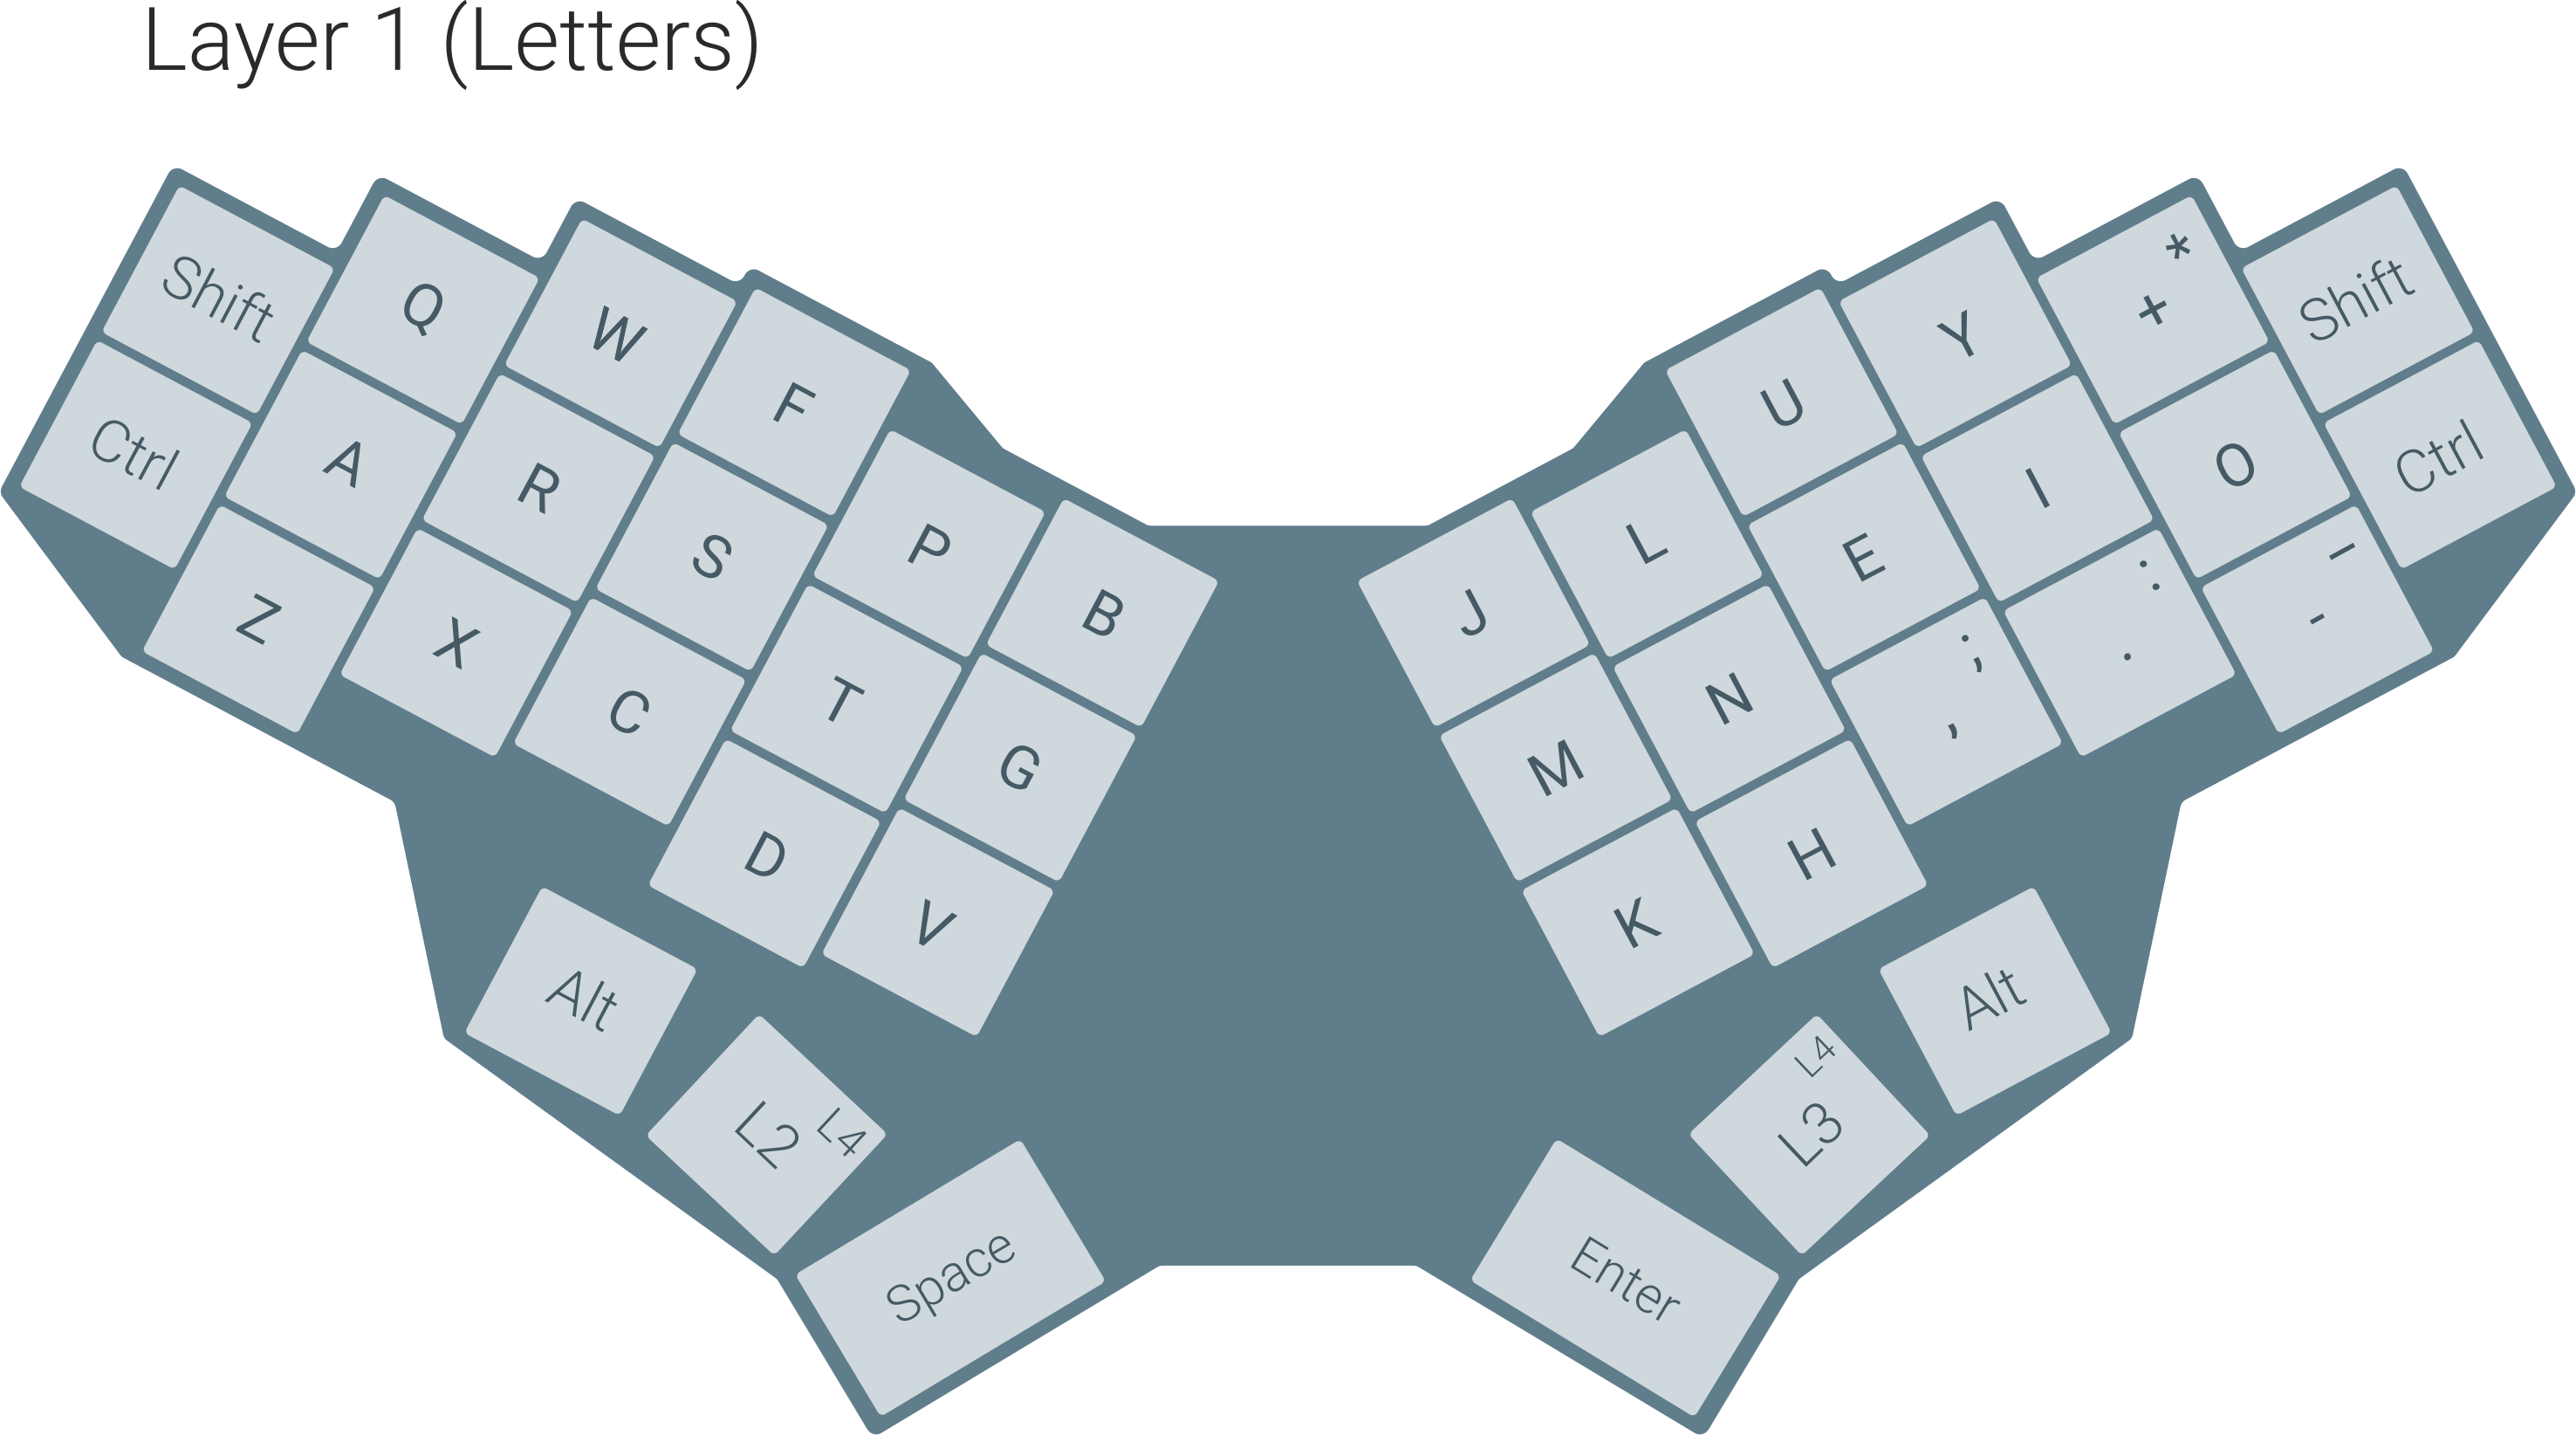 Layer 1 (Letters)
Shift Q W F P B
Ctrl A R S T G
Z X C D V
Alt L2 L4 Space
J L U Y * + Shift
M N E I O Ctrl
K H ; , : . _ -
Enter L4 L3 Alt